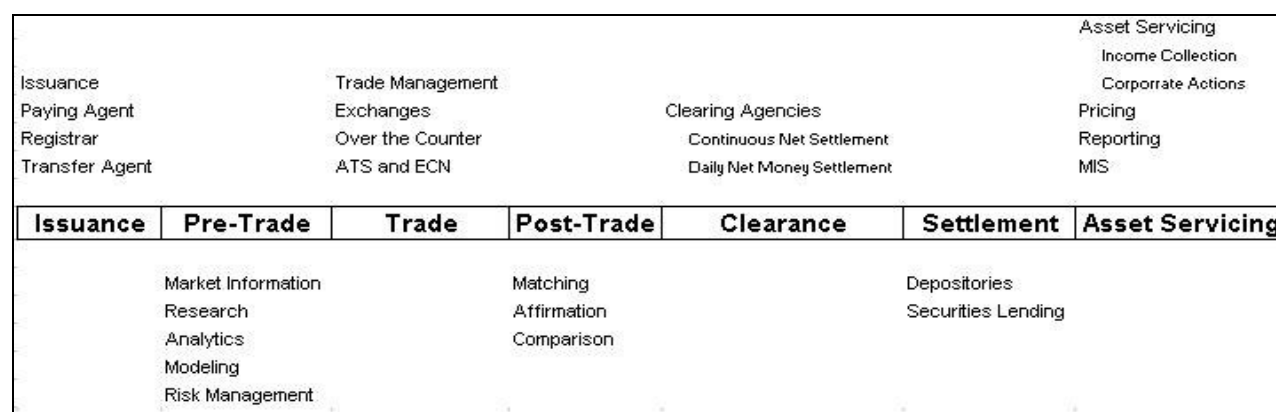 Asset Servicing
Income Collection
Issuance Trade Management Corporrate Actions
Paying Agent Exchanges Clearing Agencies Pricing
Registrar Over the Counter Continuous Net Settlement Reporting
Transfer Agent ATS and ECN Daily Net Money Settlement MIS
Issuance Pre-Trade Trade Post-Trade Clearance Settlement Asset Servicing
Market Information Matching Depositories
Research Affirmation Securities Lending
Analytics Comparison
Modeling
Risk Management